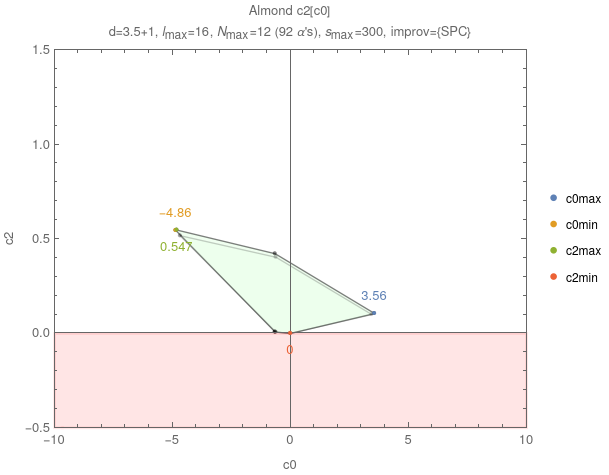 Almond c2[c0]
d=3.5+1, lmax=16, Nmax=12 (92 α's), smax=300, improv={SPC}
1.5
1.0
c0max
−4.86
c0min
c2
0.5
0.547
c2max
3.56
c2min
0.0
0
−0.5
−10
−5
0
5
10
c0